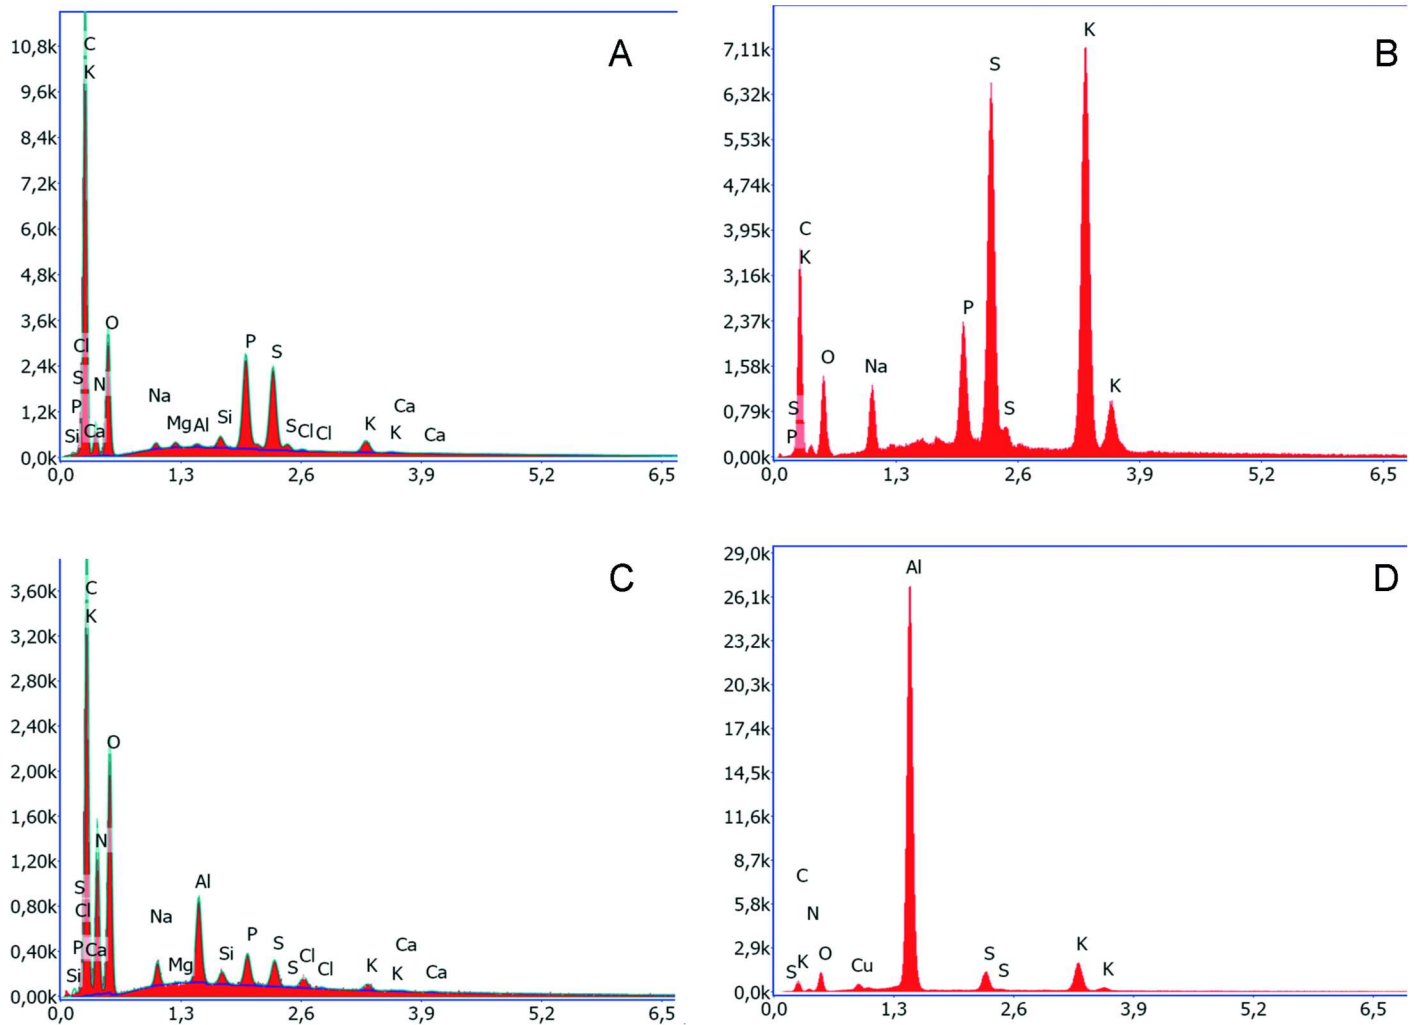 A
10,8k
9,6k
8,4k
7,2k
6,0k
4,8k
3,6k
2,4k
1,2k
0,0k
C
K
O
Cl
S
N
P
Si
Ca
Na
Mg
Al
Si
P
S
S
Cl
Cl
K
Ca
K
Ca
0,0
1,3
2,6
3,9
5,2
6,5
B
7,11k
6,32k
5,53k
4,74k
3,95k
3,16k
2,37k
1,58k
0,79k
0,00k
C
K
S
P
O
Na
P
S
S
K
K
0,0
1,3
2,6
3,9
5,2
6,5
C
3,60k
3,20k
2,80k
2,40k
2,00k
1,60k
1,20k
0,80k
0,40k
0,00k
C
K
O
N
S
Cl
P
Ca
Si
Na
Mg
Al
Si
P
S
S
Cl
Cl
K
Ca
K
Ca
0,0
1,3
2,6
3,9
5,2
6,5
D
29,0k
26,1k
23,2k
20,3k
17,4k
14,5k
11,6k
8,7k
5,8k
2,9k
0,0k
C
N
S
K
O
Cu
Al
S
S
K
K
0,0
1,3
2,6
3,9
5,2
6,5